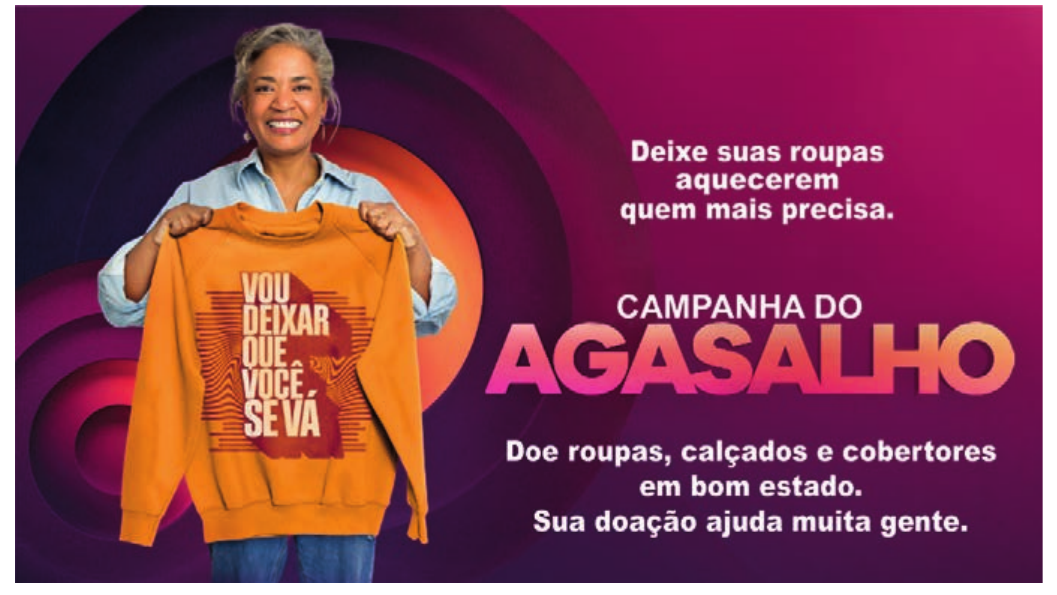 VOU
DEIXAR
QUE
VOCÊ
SE VÁ
Deixe suas roupas
aquecerem
quem mais precisa.
CAMPANHA DO
AGASALHO
Doe roupas, calçados e cobertores
em bom estado.
Sua doação ajuda muita gente.